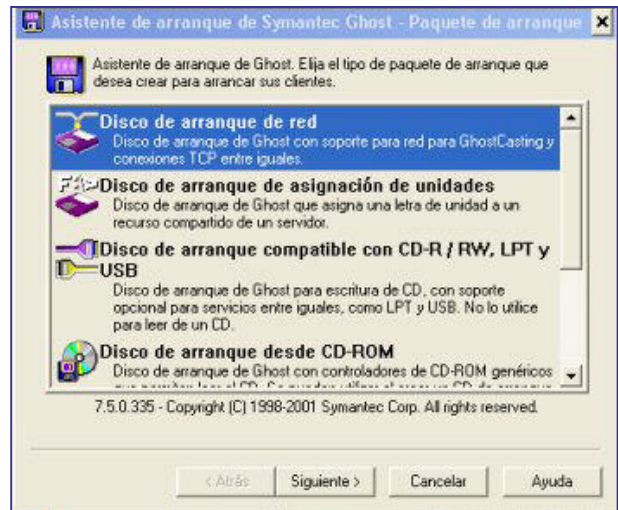 Asistente de arranque de Symantec Ghost - Paquete de arranque
Asistente de arranque de Ghost. Elija el tipo de paquete de arranque que
desea crear para arrancar sus clientes.
Disco de arranque de red
Disco de arranque de Ghost con soporte para red para GhostCasting y
conexiones TCP entre iguales.
Disco de arranque de asignación de unidades
Disco de arranque de Ghost que asigna una letra de unidad a un
recurso compartido de un servidor.
Disco de arranque compatible con CD-R / RW, LPT y
USB
Disco de arranque de Ghost para escritura de CD, con soporte
opcional para servicios entre iguales, como LPT y USB. No lo utilice
para leer de un CD.
Disco de arranque desde CD-ROM
Disco de arranque de Ghost con controladores de CD-ROM genéricos
7.5.0.335 - Copyright (C) 1998-2001 Symantec Corp. All rights reserved.
< Atrás
Siguiente >
Cancelar
Ayuda